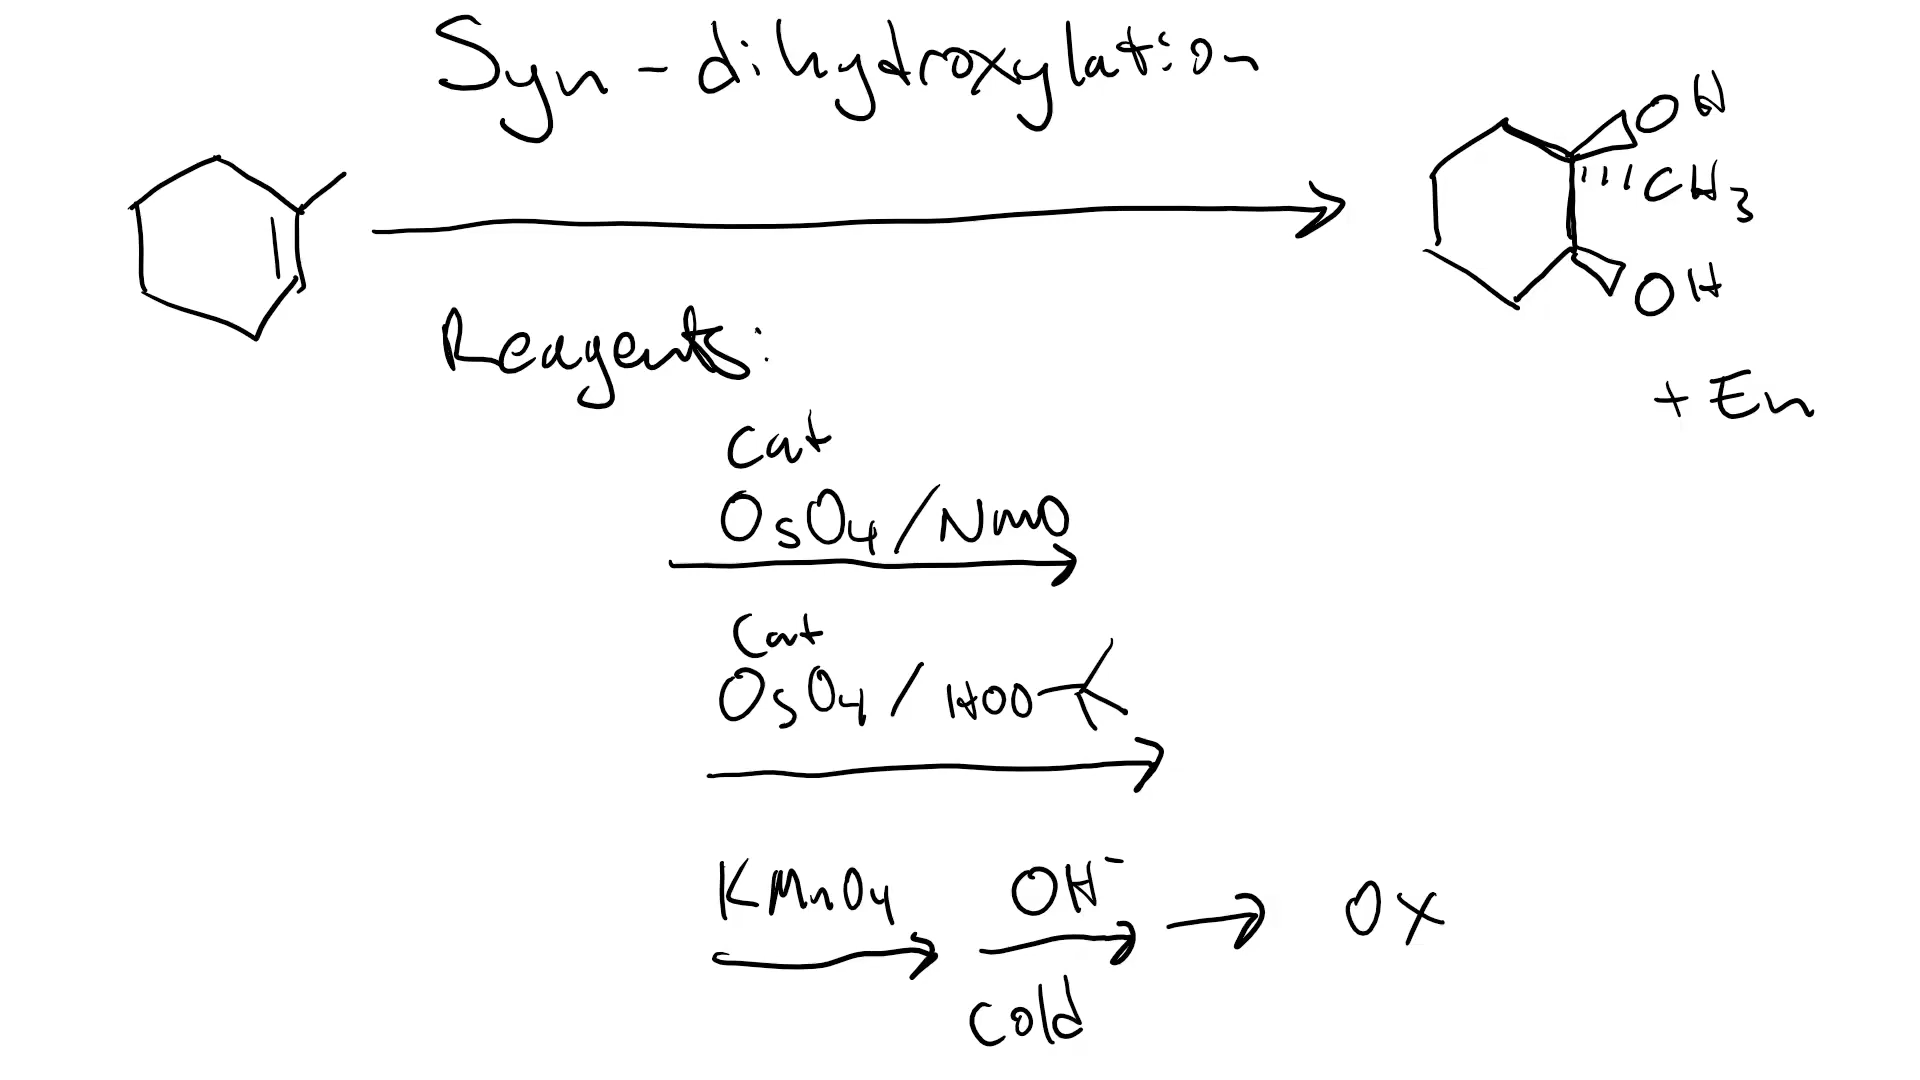 Syn-dihydroxylation
OH
CH3
OH
+ En
Reagents:
Cat
OsO4/NMO
Cat
OsO4/HOO
KMnO4 OH⁻ OX
Cold